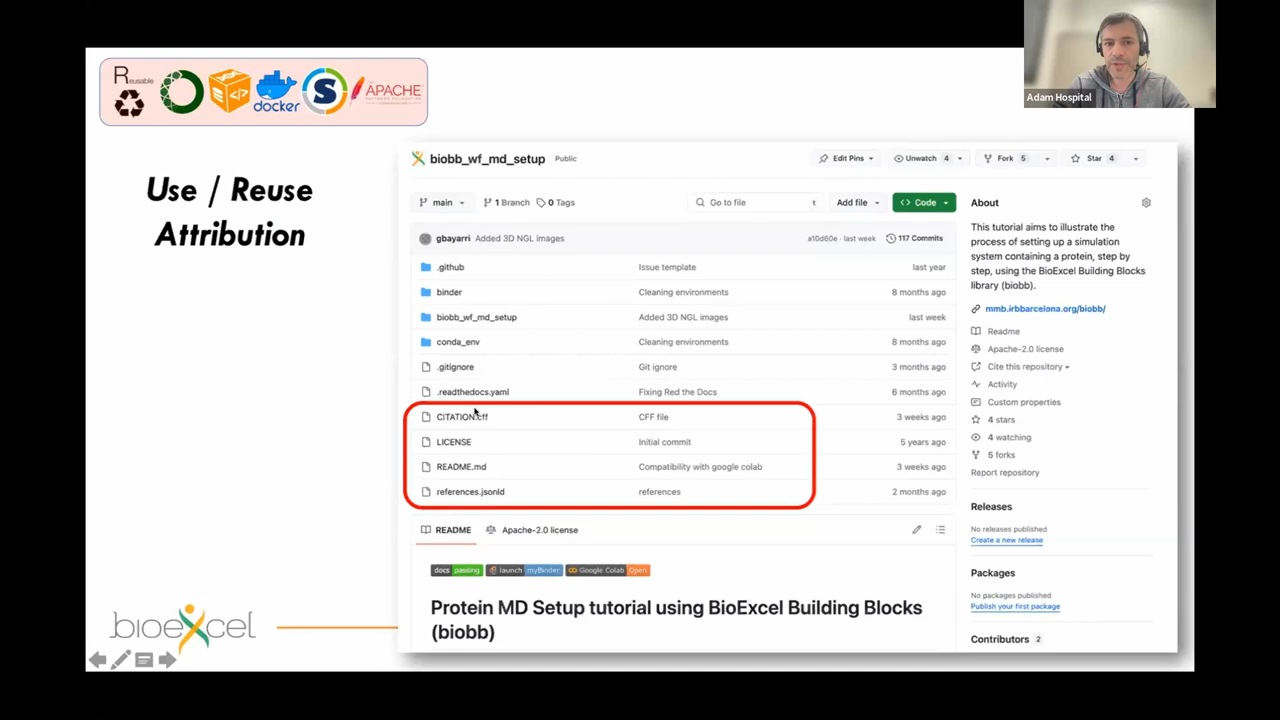 Reusable
docker
S
THE
APACHE
Adam Hospital
Use / Reuse
Attribution
bioexcel
biobb_wf_md_setup Public
Edit Pins
Unwatch 4
Fork 5
Star 4
main
1 Branch
0 Tags
Go to file
t
Add file
<> Code
gbayarri Added 3D NGL images a10d60e · last week 117 Commits
.github Issue template last year
binder Cleaning environments 8 months ago
biobb_wf_md_setup Added 3D NGL images last week
conda_env Cleaning environments 8 months ago
.gitignore Git ignore 3 months ago
.readthedocs.yaml Fixing Red the Docs 6 months ago
CITATION.cff CFF file 3 weeks ago
LICENSE Initial commit 5 years ago
README.md Compatibility with google colab 3 weeks ago
references.jsonld references 2 months ago
README Apache-2.0 license
docs passing launch myBinder Google Colab Open
Protein MD Setup tutorial using BioExcel Building Blocks
(biobb)
About
This tutorial aims to illustrate the
process of setting up a simulation
system containing a protein, step by
step, using the BioExcel Building Blocks
library (biobb).
mmb.irbbarcelona.org/biobb/
Readme
Apache-2.0 license
Cite this repository
Activity
Custom properties
4 stars
4 watching
5 forks
Report repository
Releases
No releases published
Create a new release
Packages
No packages published
Publish your first package
Contributors 2